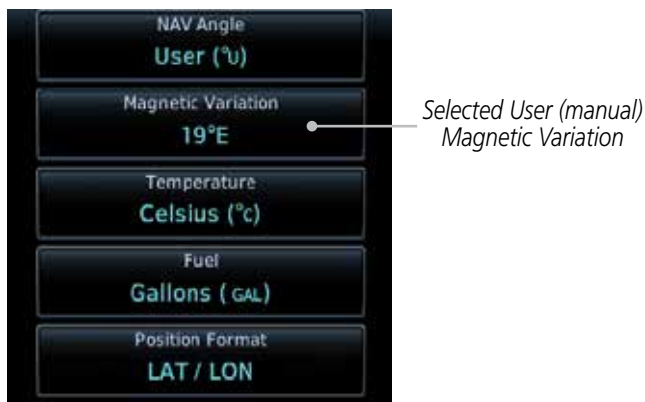 NAV Angle
User (°U)
Magnetic Variation
19°E
Selected User (manual)
Magnetic Variation
Temperature
Celsius (°C)
Fuel
Gallons ( GAL)
Position Format
LAT / LON